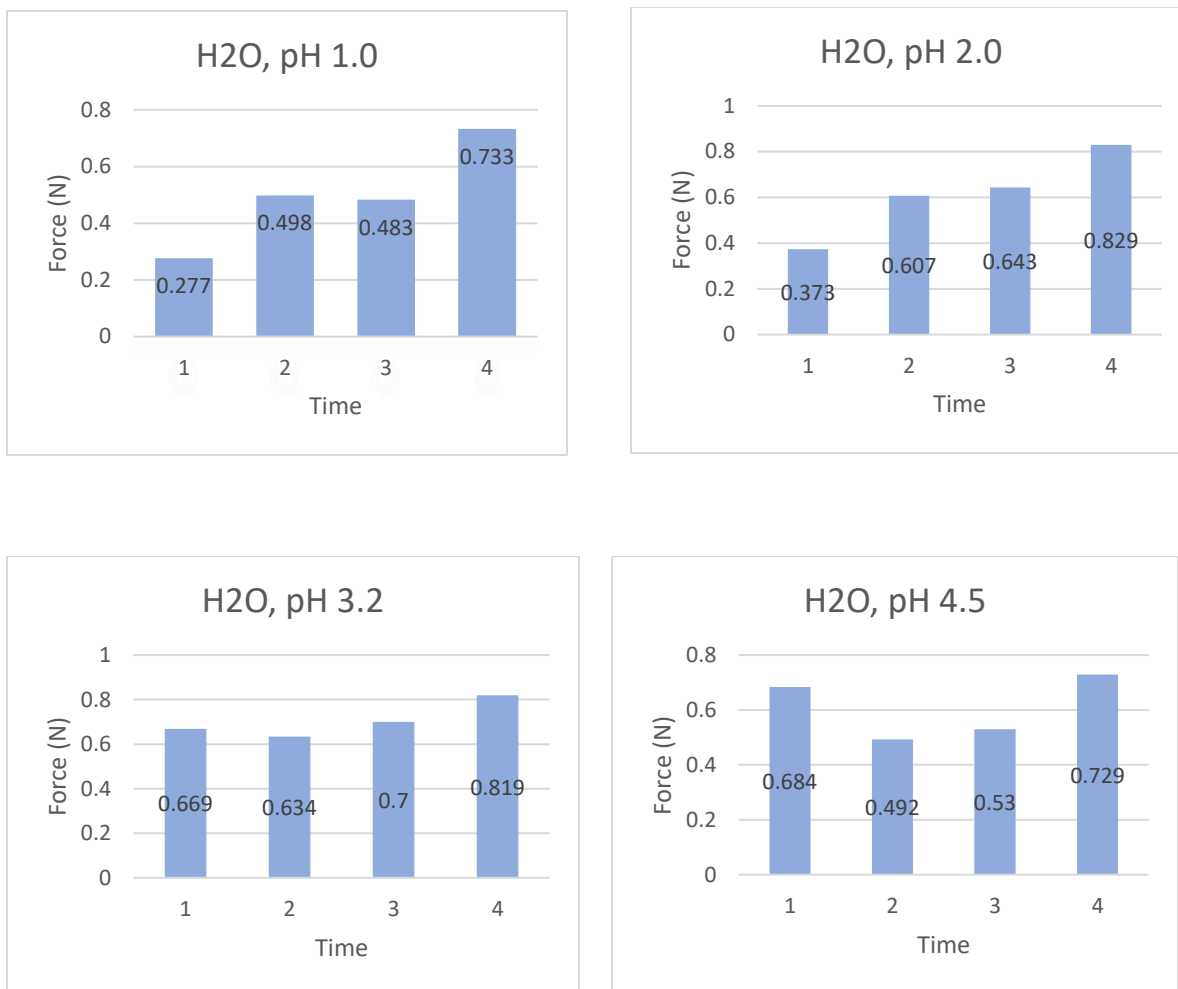 H2O, pH 1.0
0.8
0.6
0.4
0.2
0
Force (N)
0.277
0.498
0.483
0.733
1 2 3 4
Time
H2O, pH 2.0
1
0.8
0.6
0.4
0.2
0
Force (N)
0.373
0.607
0.643
0.829
1 2 3 4
Time
H2O, pH 3.2
1
0.8
0.6
0.4
0.2
0
Force (N)
0.669
0.634
0.7
0.819
1 2 3 4
Time
H2O, pH 4.5
0.8
0.6
0.4
0.2
0
Force (N)
0.684
0.492
0.53
0.729
1 2 3 4
Time